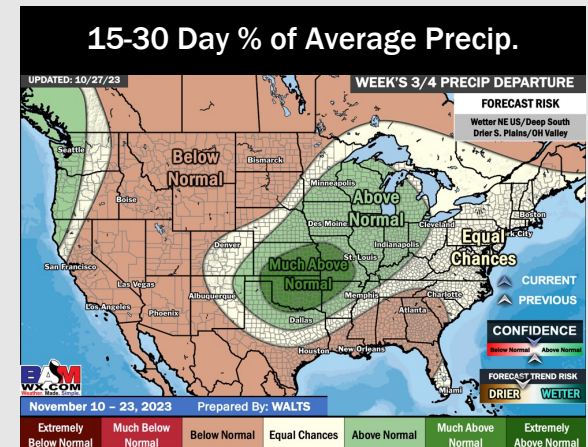 15-30 Day % of Average Precip.
UPDATED: 10/27/23
WEEK'S 3/4 PRECIP DEPARTURE
FORECAST RISK
Wetter NE US/Deep South
Drier S. Plains/OH Valley
Seattle
Below
Normal
Bismarck
Boise
Minneapolis
Above
Normal
Boston
Des Moines
Cleveland
Equal
Chances
Denver
Indianapolis
St. Louis
San Francisco
Much Above
Normal
Las Vegas
CURRENT
PREVIOUS
Los Angeles
Albuquerque
Memphis
Charlotte
Phoenix
Atlanta
Dallas
CONFIDENCE
Below Normal
Above Normal
Houston
New Orleans
BAM
WX.COM
Weather. Made. Simple.
FORECAST TREND RISK
DRIER
WETTER
Miami
November 10 – 23, 2023
Prepared By: WALTS
Extremely
Below Normal
Much Below
Normal
Below Normal
Equal Chances
Above Normal
Much Above
Normal
Extremely
Above Normal